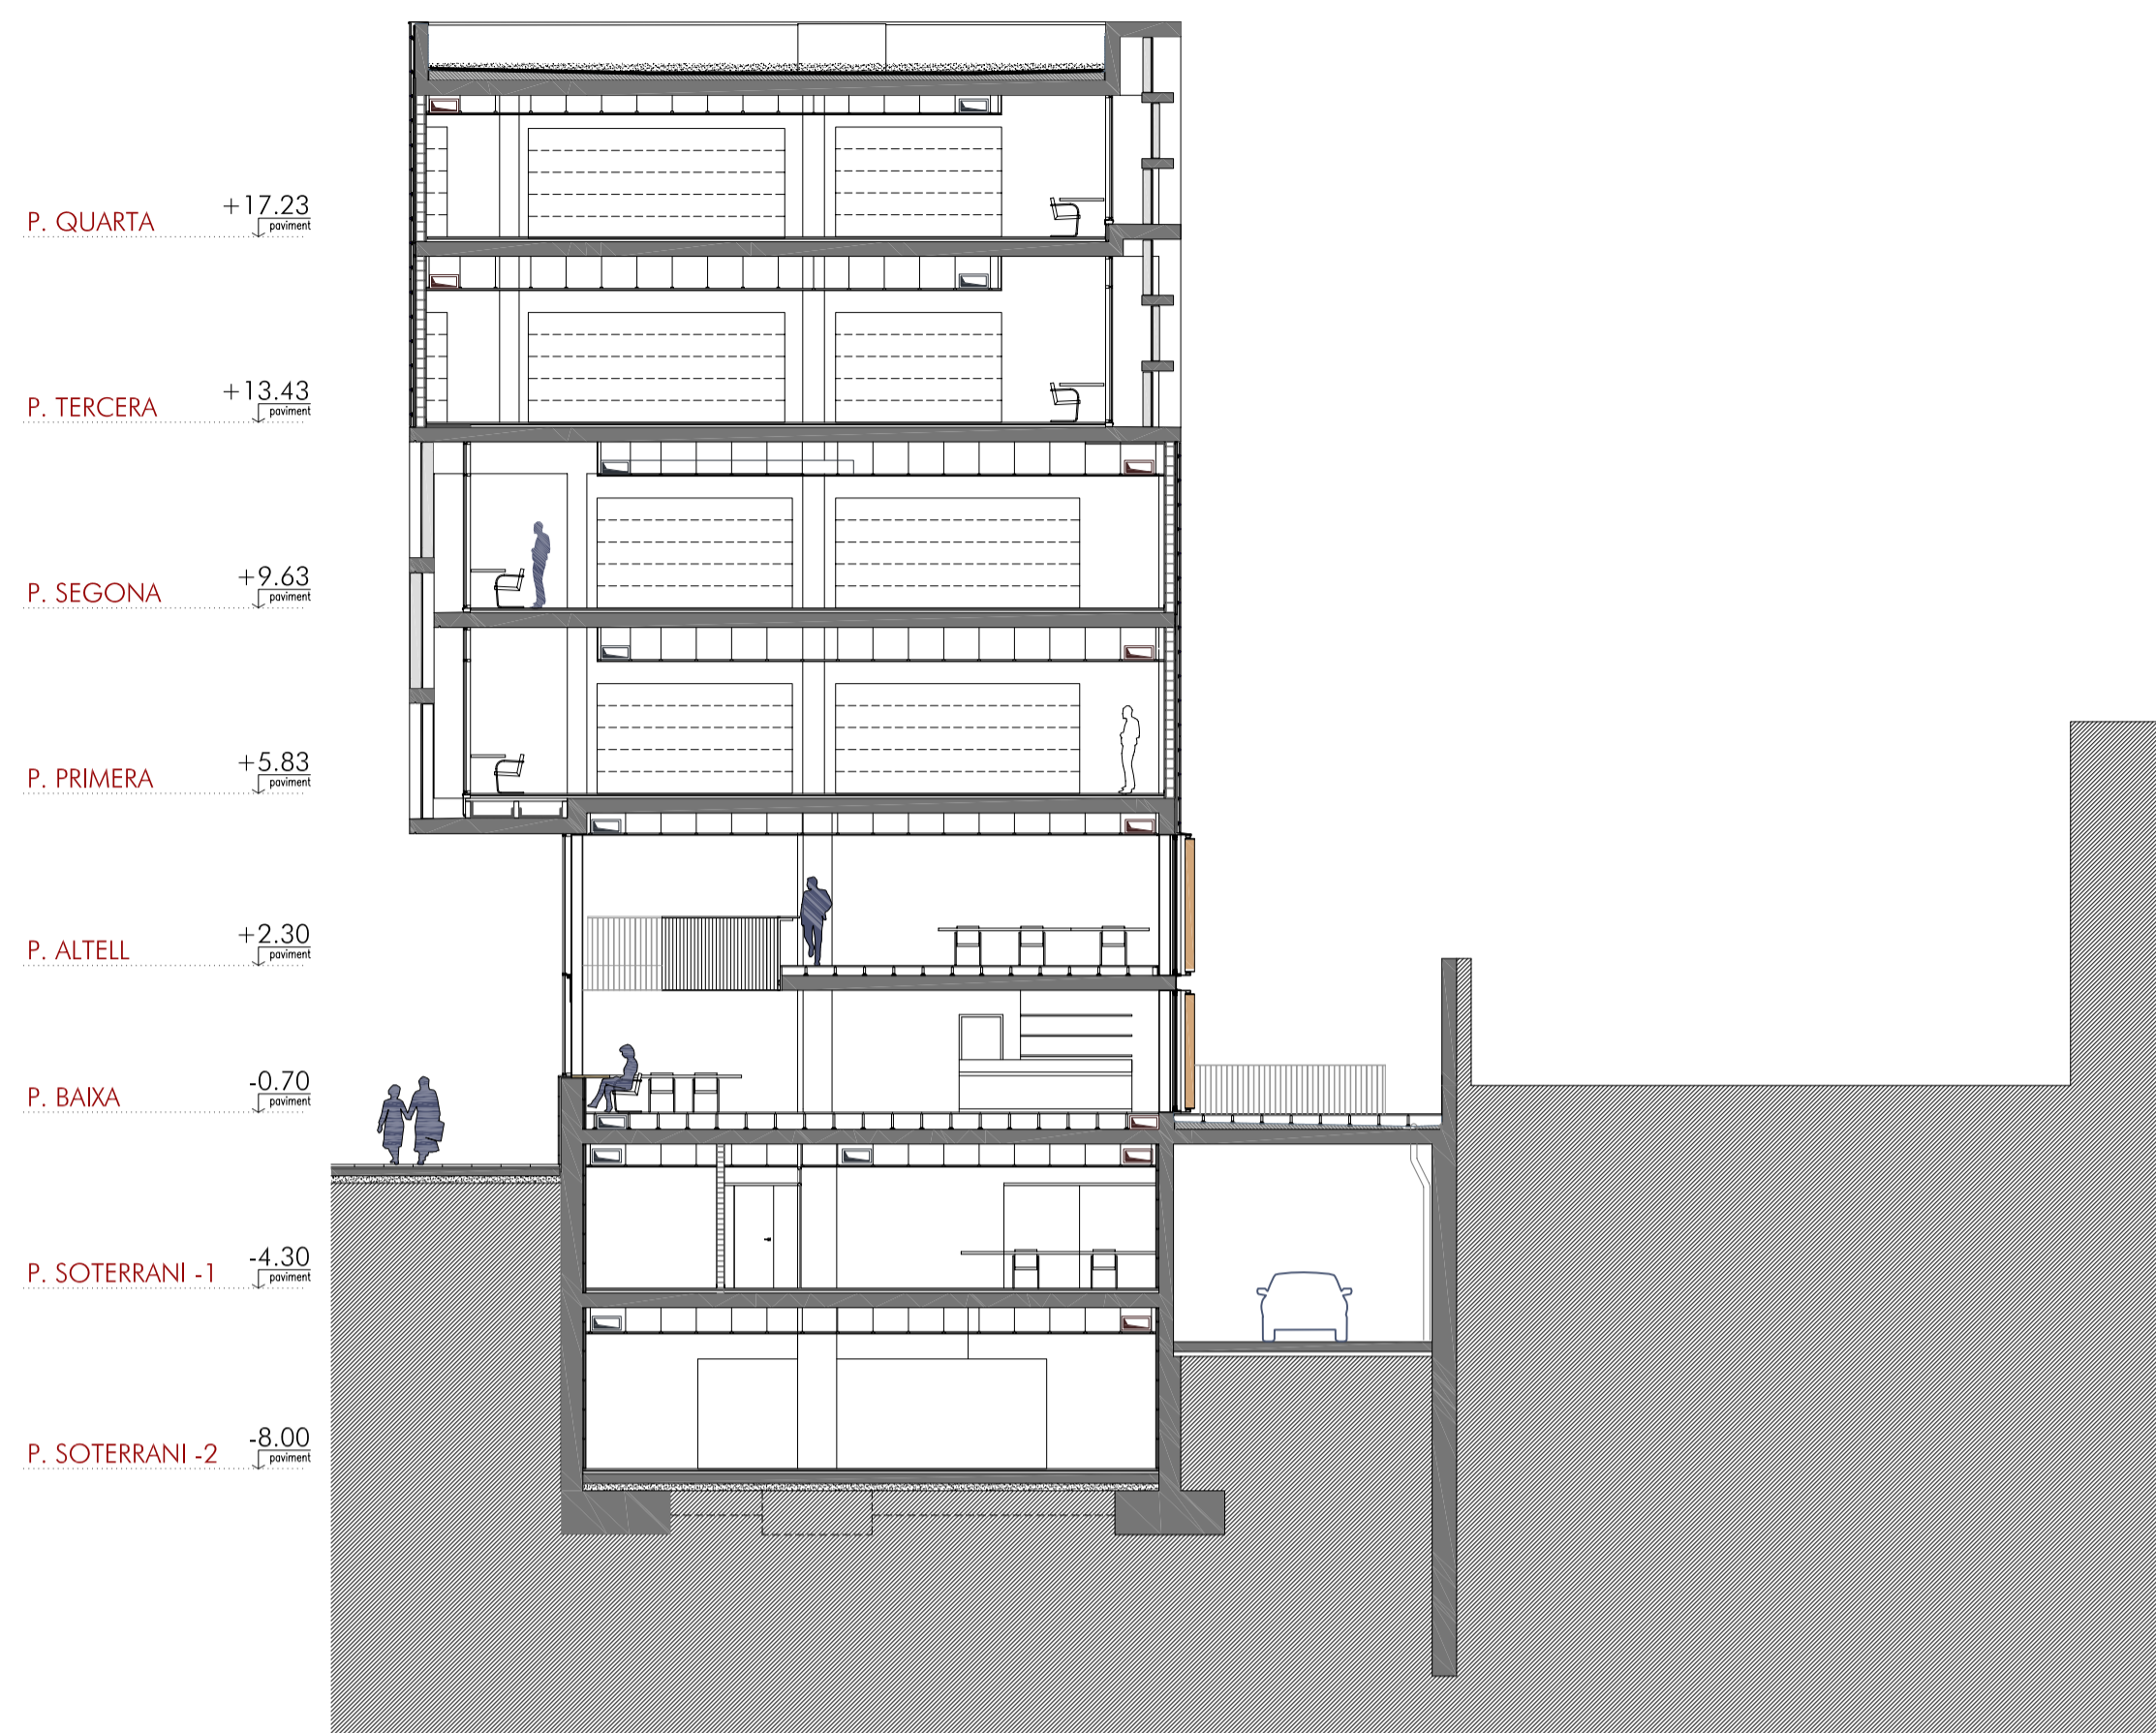 P. QUARTA +17.23
paviment
P. TERCERA +13.43
paviment
P. SEGONA +9.63
paviment
P. PRIMERA +5.83
paviment
P. ALTELL +2.30
paviment
P. BAIXA -0.70
paviment
P. SOTERRANI -1 -4.30
paviment
P. SOTERRANI -2 -8.00
paviment